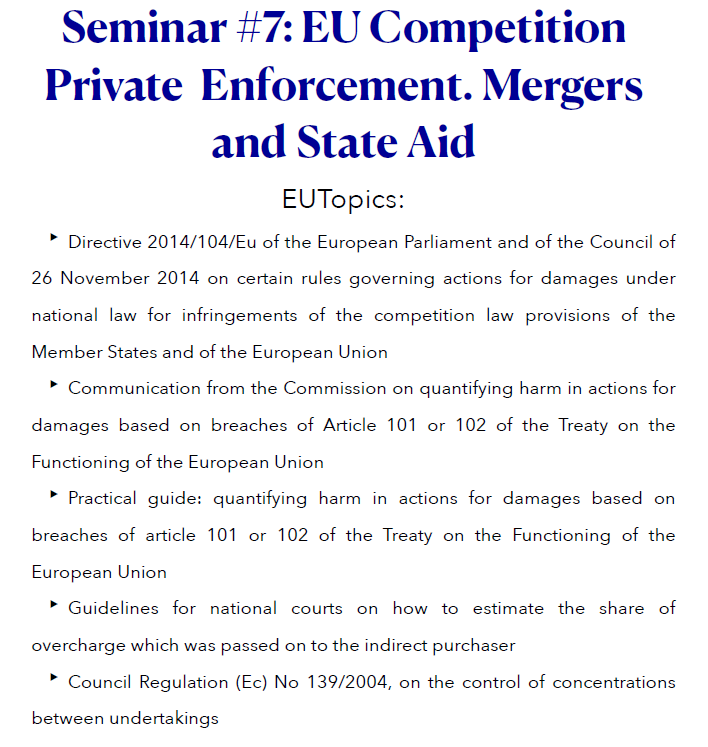 Seminar #7: EU Competition
Private Enforcement. Mergers
and State Aid
EUTopics:
‣ Directive 2014/104/Eu of the European Parliament and of the Council of
26 November 2014 on certain rules governing actions for damages under
national law for infringements of the competition law provisions of the
Member States and of the European Union
‣ Communication from the Commission on quantifying harm in actions for
damages based on breaches of Article 101 or 102 of the Treaty on the
Functioning of the European Union
‣ Practical guide: quantifying harm in actions for damages based on
breaches of article 101 or 102 of the Treaty on the Functioning of the
European Union
‣ Guidelines for national courts on how to estimate the share of
overcharge which was passed on to the indirect purchaser
‣ Council Regulation (Ec) No 139/2004, on the control of concentrations
between undertakings